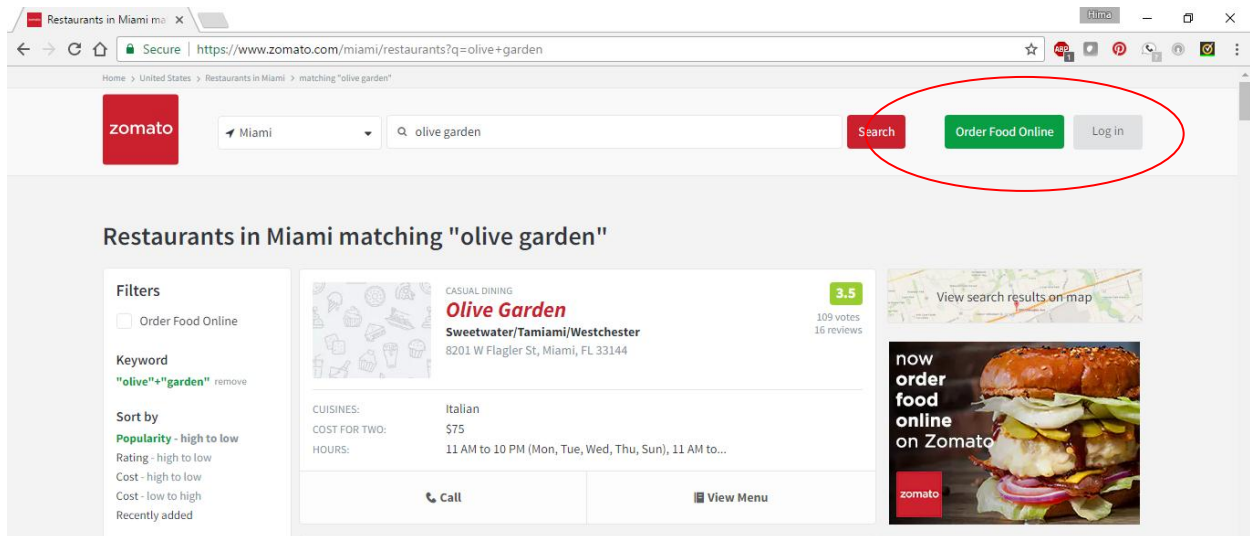 Restaurants in Miami ma
Hima
Secure | https://www.zomato.com/miami/restaurants?q=olive+garden
ABP
1
7
Home > United States > Restaurants in Miami > matching "olive garden"
zomato
Miami
olive garden
Search
Order Food Online
Log in
Restaurants in Miami matching "olive garden"
Filters
Order Food Online
Keyword
"olive"+"garden" remove
Sort by
Popularity - high to low
Rating - high to low
Cost - high to low
Cost - low to high
Recently added
CASUAL DINING
Olive Garden
Sweetwater/Tamiami/Westchester
8201 W Flagler St, Miami, FL 33144
3.5
109 votes
16 reviews
CUISINES: Italian
COST FOR TWO: $75
HOURS: 11 AM to 10 PM (Mon, Tue, Wed, Thu, Sun), 11 AM to...
Call
View Menu
View search results on map
now
order
food
online
on Zomato
zomato